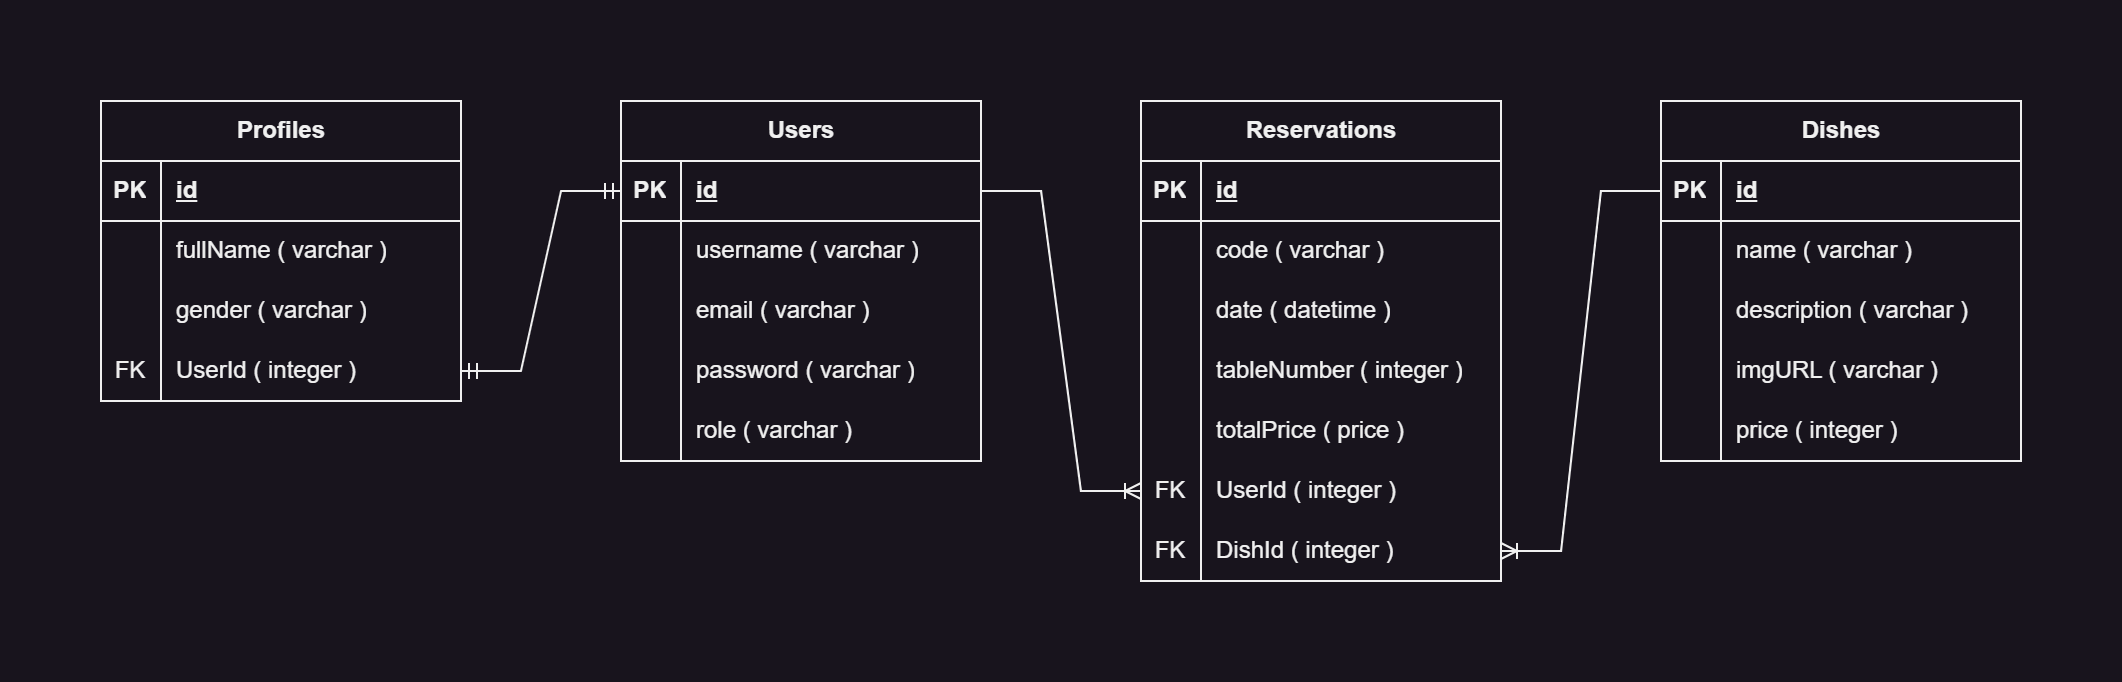 Profiles
PK id
fullName ( varchar )
gender ( varchar )
FK UserId ( integer )
Users
PK id
username ( varchar )
email ( varchar )
password ( varchar )
role ( varchar )
Reservations
PK id
code ( varchar )
date ( datetime )
tableNumber ( integer )
totalPrice ( price )
FK UserId ( integer )
FK DishId ( integer )
Dishes
PK id
name ( varchar )
description ( varchar )
imgURL ( varchar )
price ( integer )